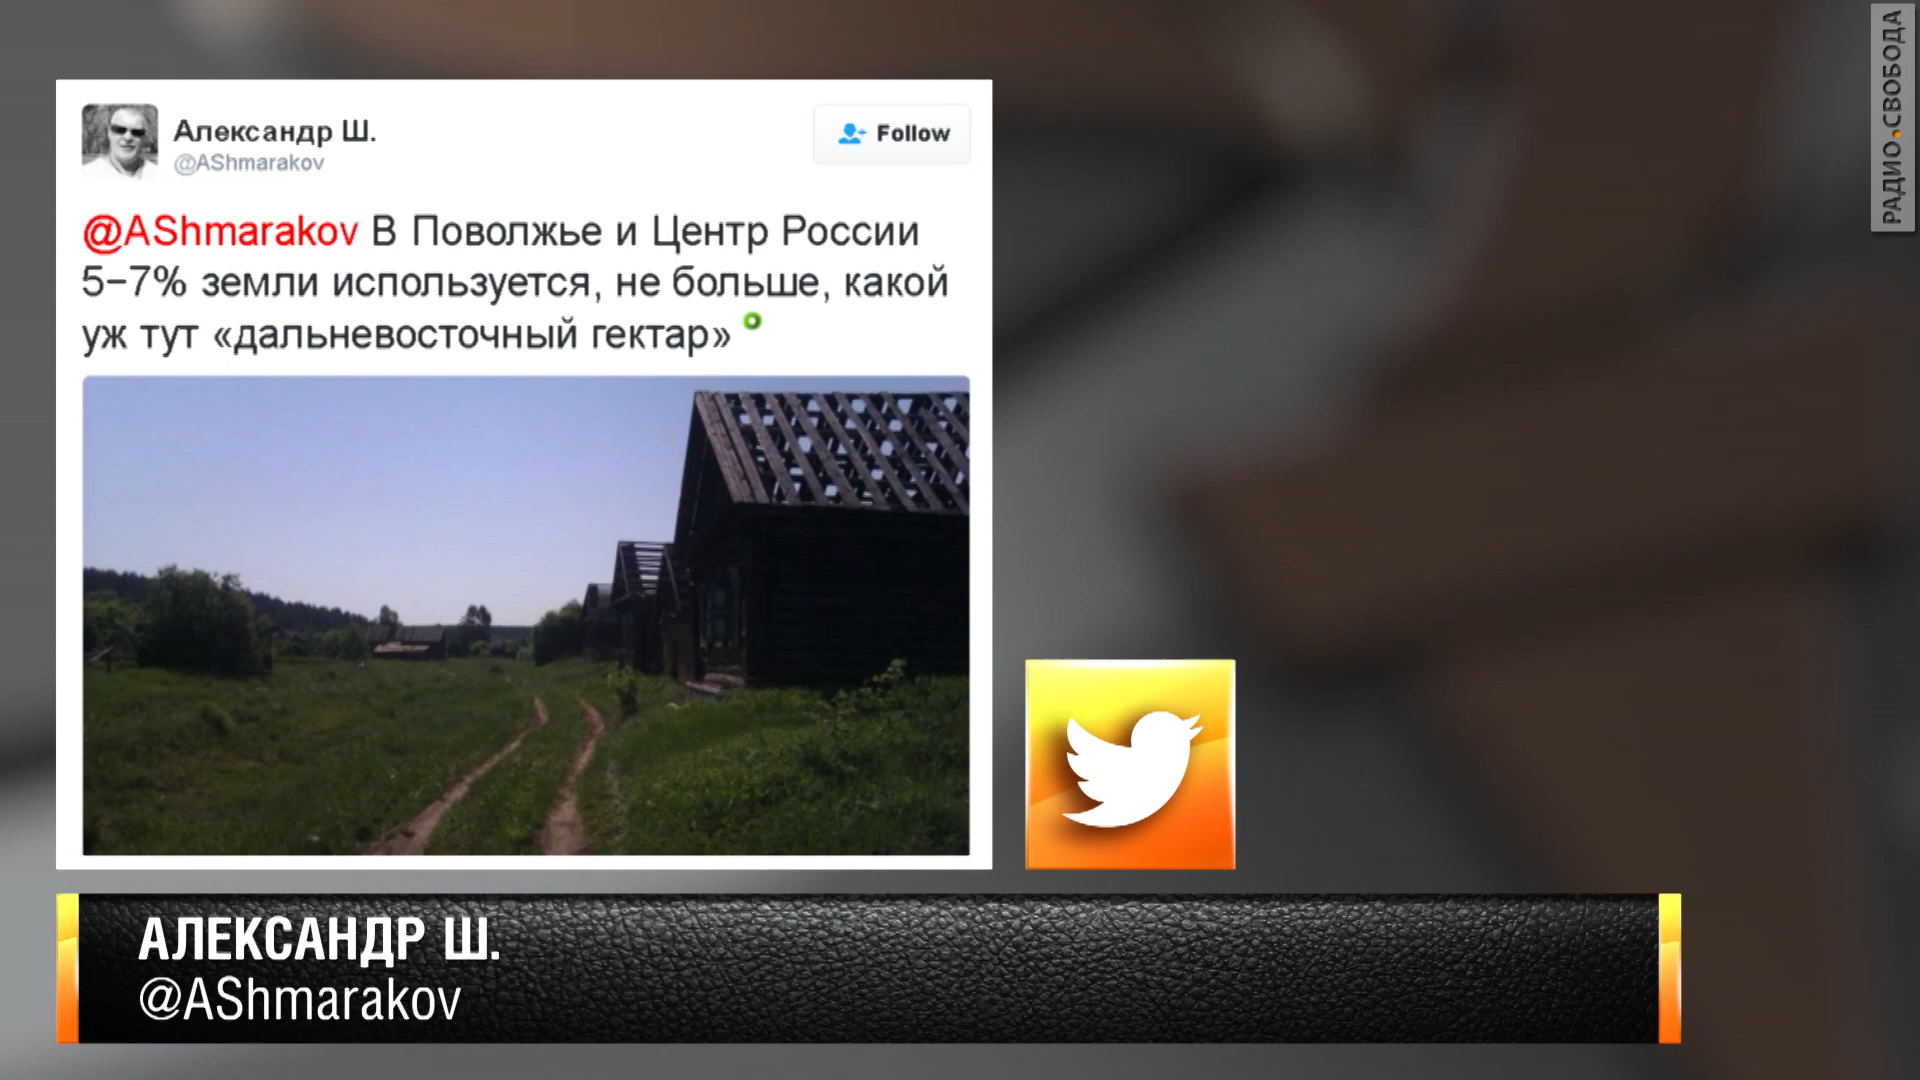 РАДИО.СВОБОДА
Александр Ш.
@AShmarakov
Follow
@AShmarakov В Поволжье и Центр России
5–7% земли используется, не больше, какой
уж тут «дальневосточный гектар»
АЛЕКСАНДР Ш.
@AShmarakov